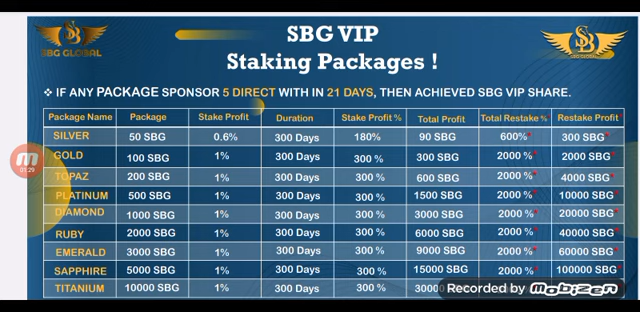 SBG VIP
Staking Packages !
SBG GLOBAL
SBG GLOBAL
❖ IF ANY PACKAGE SPONSOR 5 DIRECT WITH IN 21 DAYS, THEN ACHIEVED SBG VIP SHARE.
Package Name Package Stake Profit Duration Stake Profit % Total Profit Total Restake % Restake Profit
SILVER 50 SBG 0.6% 300 Days 180% 90 SBG 600%* 300 SBG*
GOLD 100 SBG 1% 300 Days 300 % 300 SBG 2000 %* 2000 SBG*
TOPAZ 200 SBG 1% 300 Days 300 % 600 SBG 2000 %* 4000 SBG*
PLATINUM 500 SBG 1% 300 Days 300 % 1500 SBG 2000 %* 10000 SBG*
DIAMOND 1000 SBG 1% 300 Days 300 % 3000 SBG 2000 %* 20000 SBG*
RUBY 2000 SBG 1% 300 Days 300 % 6000 SBG 2000 %* 40000 SBG*
EMERALD 3000 SBG 1% 300 Days 300 % 9000 SBG 2000 %* 60000 SBG*
SAPPHIRE 5000 SBG 1% 300 Days 300 % 15000 SBG 2000 %* 100000 SBG*
TITANIUM 10000 SBG 1% 300 Days 300 % 30000
Recorded by Mobizen